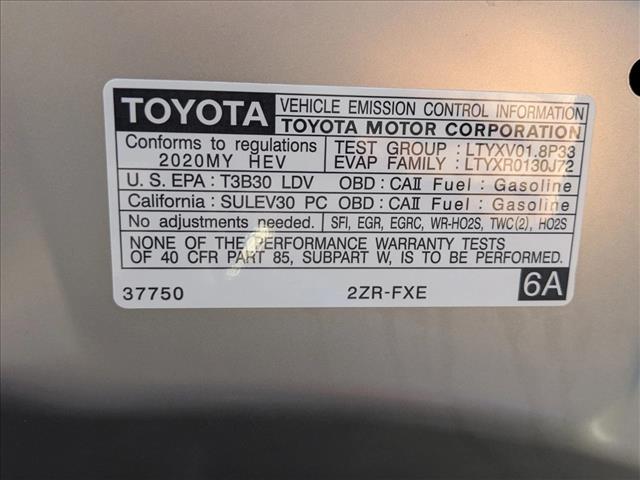 TOYOTA VEHICLE EMISSION CONTROL INFORMATION
TOYOTA MOTOR CORPORATION
Conforms to regulations TEST GROUP : LTYXV01.8P33
2020MY HEV EVAP FAMILY : LTYXR0130J72
U.S. EPA : T3B30 LDV OBD : CAII Fuel : Gasoline
California : SULEV30 PC OBD : CAII Fuel : Gasoline
No adjustments needed. SFI, EGR, EGRC, WR-HO2S, TWC(2), HO2S
NONE OF THE PERFORMANCE WARRANTY TESTS
OF 40 CFR PART 85, SUBPART W, IS TO BE PERFORMED.
37750 2ZR-FXE 6A